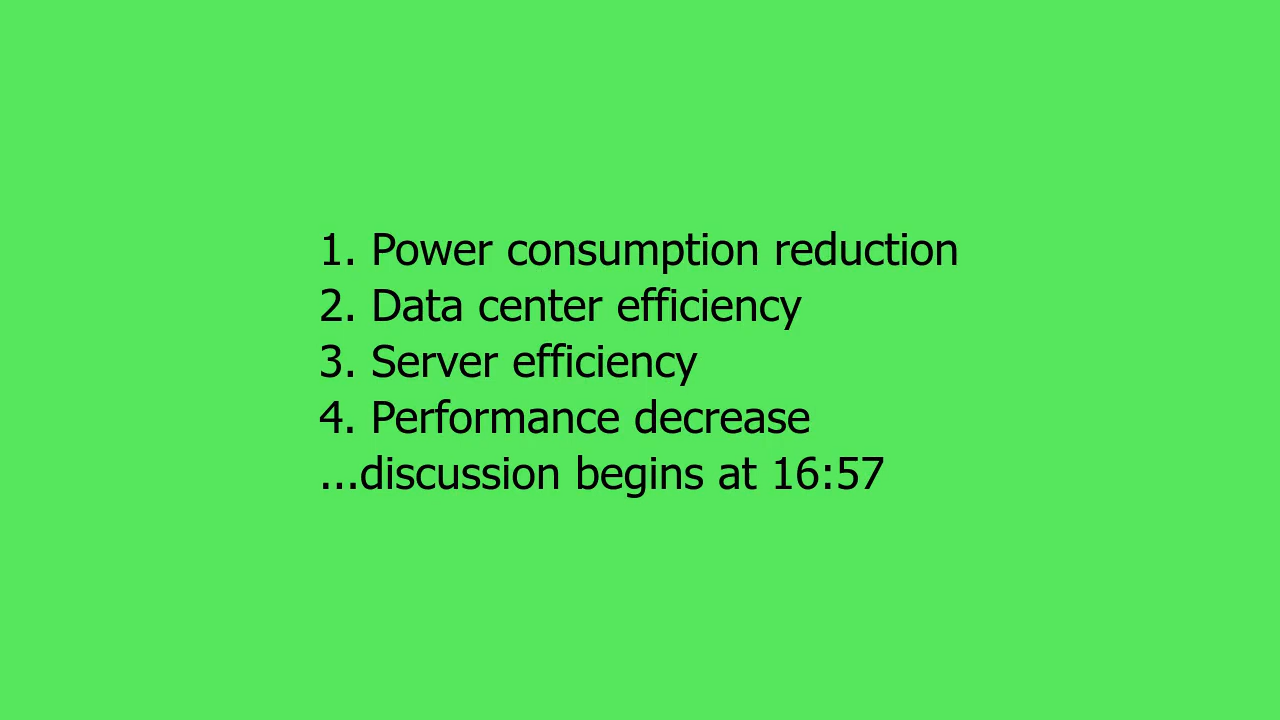 1. Power consumption reduction
2. Data center efficiency
3. Server efficiency
4. Performance decrease
...discussion begins at 16:57